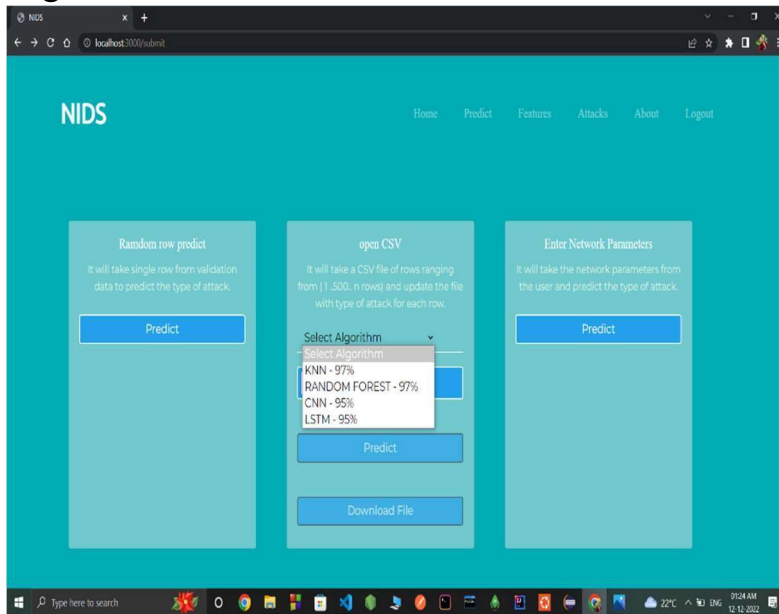 NIDS
localhost:3000/submit
NIDS
Home Predict Features Attacks About Logout
Ramdom row predict
It will take single row from validation
data to predict the type of attack.
Predict
open CSV
It will take a CSV file of rows ranging
from (1..500.. n rows) and update the file
with type of attack for each row.
Select Algorithm
Select Algorithm
KNN - 97%
RANDOM FOREST - 97%
CNN - 95%
LSTM - 95%
Predict
Download File
Enter Network Parameters
It will take the network parameters from
the user and predict the type of attack.
Predict
Type here to search
22°C ENG 01:24 AM
12-12-2022